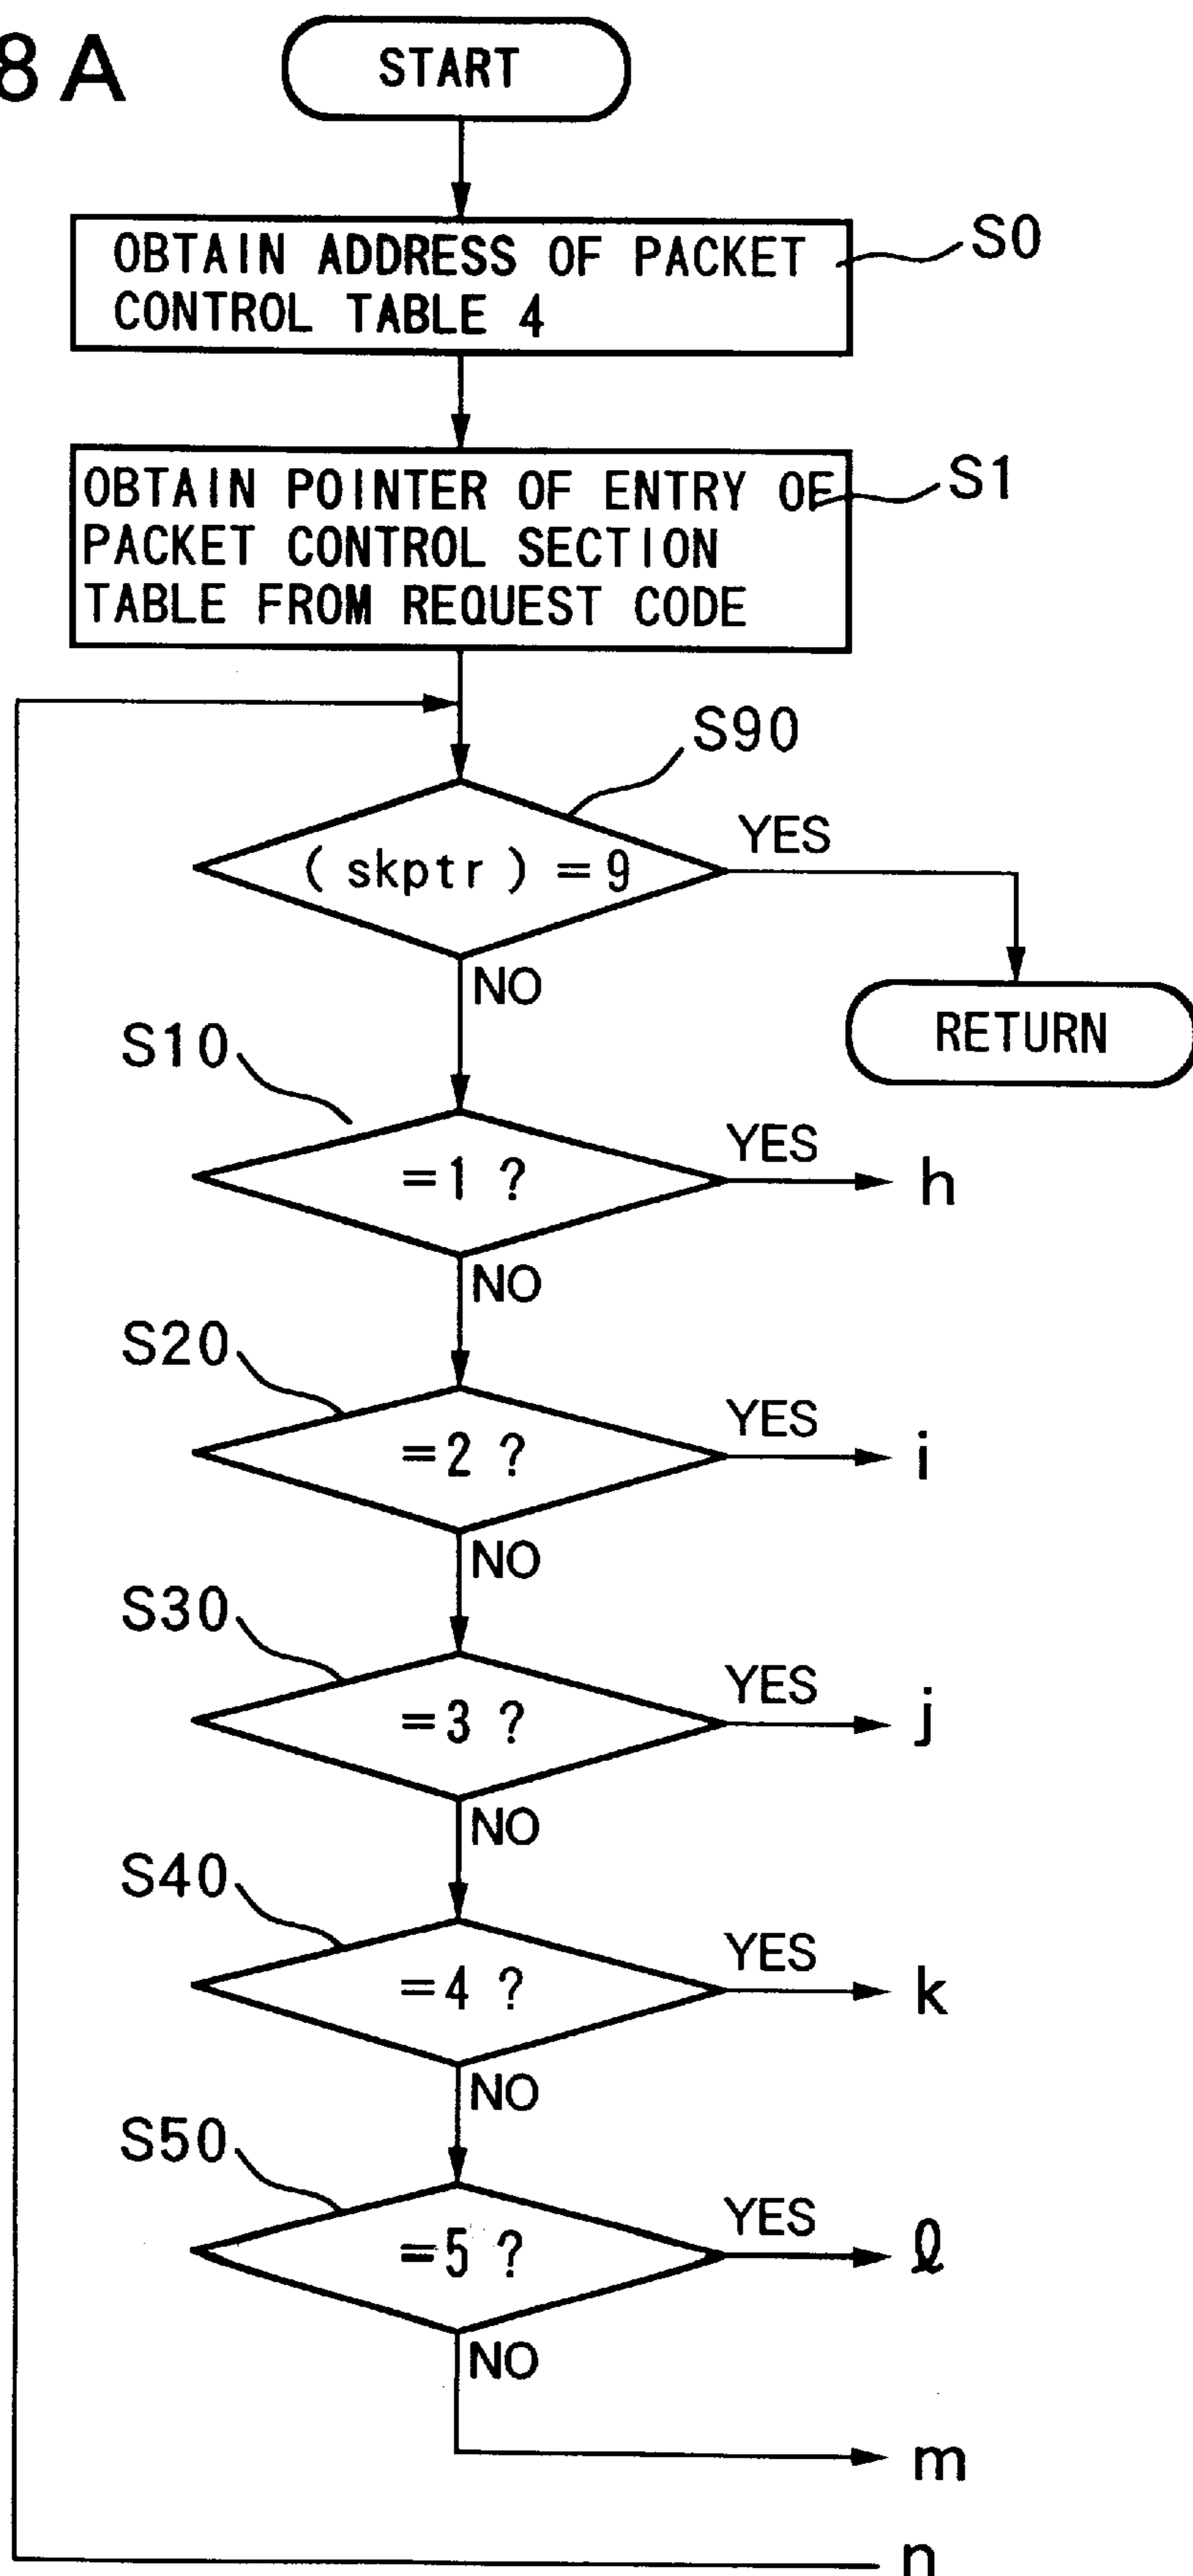 8A
START
OBTAIN ADDRESS OF PACKET
CONTROL TABLE 4
S0
OBTAIN POINTER OF ENTRY OF
PACKET CONTROL SECTION
TABLE FROM REQUEST CODE
S1
S90
(skptr) = 9
YES
NO
RETURN
S10
=1 ?
YES
h
NO
S20
=2 ?
YES
i
NO
S30
=3 ?
YES
j
NO
S40
=4 ?
YES
k
NO
S50
=5 ?
YES
ℓ
NO
m
n